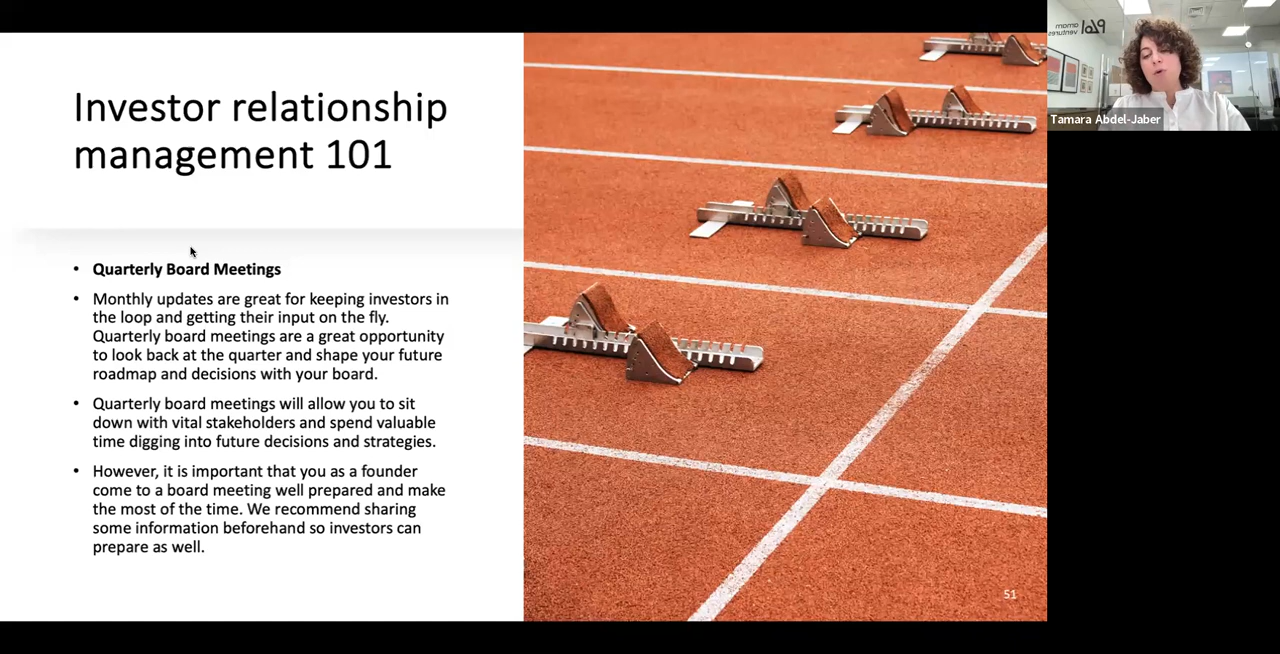 Investor relationship
management 101
• Quarterly Board Meetings
• Monthly updates are great for keeping investors in
the loop and getting their input on the fly.
Quarterly board meetings are a great opportunity
to look back at the quarter and shape your future
roadmap and decisions with your board.
• Quarterly board meetings will allow you to sit
down with vital stakeholders and spend valuable
time digging into future decisions and strategies.
• However, it is important that you as a founder
come to a board meeting well prepared and make
the most of the time. We recommend sharing
some information beforehand so investors can
prepare as well.
51
amam
ventures
Tamara Abdel-Jaber